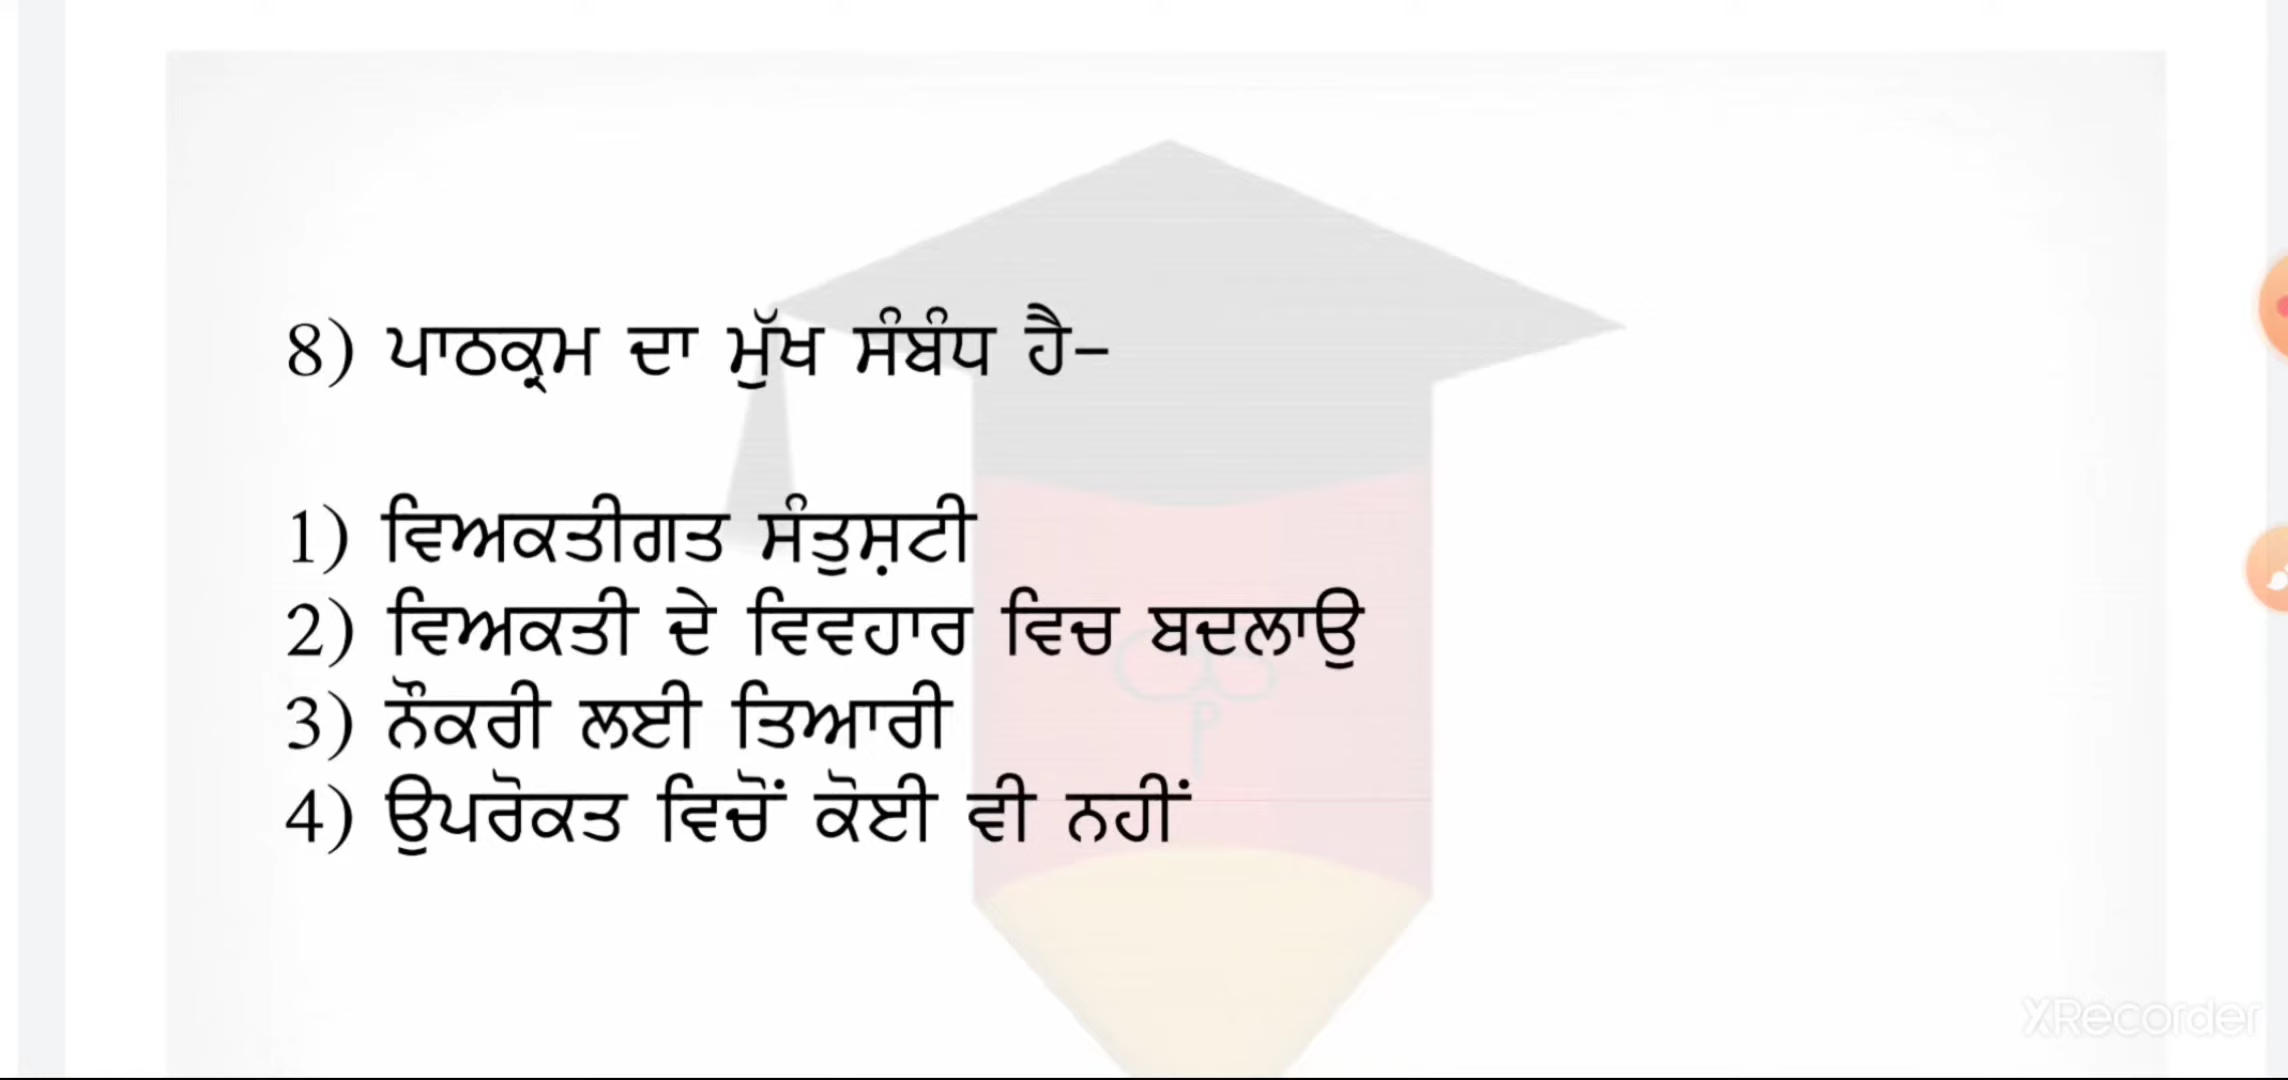 8) ਪਾਠਕ੍ਰਮ ਦਾ ਮੁੱਖ ਸੰਬੰਧ ਹੈ–
1) ਵਿਅਕਤੀਗਤ ਸੰਤੁਸ਼ਟੀ
2) ਵਿਅਕਤੀ ਦੇ ਵਿਵਹਾਰ ਵਿਚ ਬਦਲਾਉ
3) ਨੌਕਰੀ ਲਈ ਤਿਆਰੀ
4) ਉਪਰੋਕਤ ਵਿਚੋਂ ਕੋਈ ਵੀ ਨਹੀਂ
XRecorder